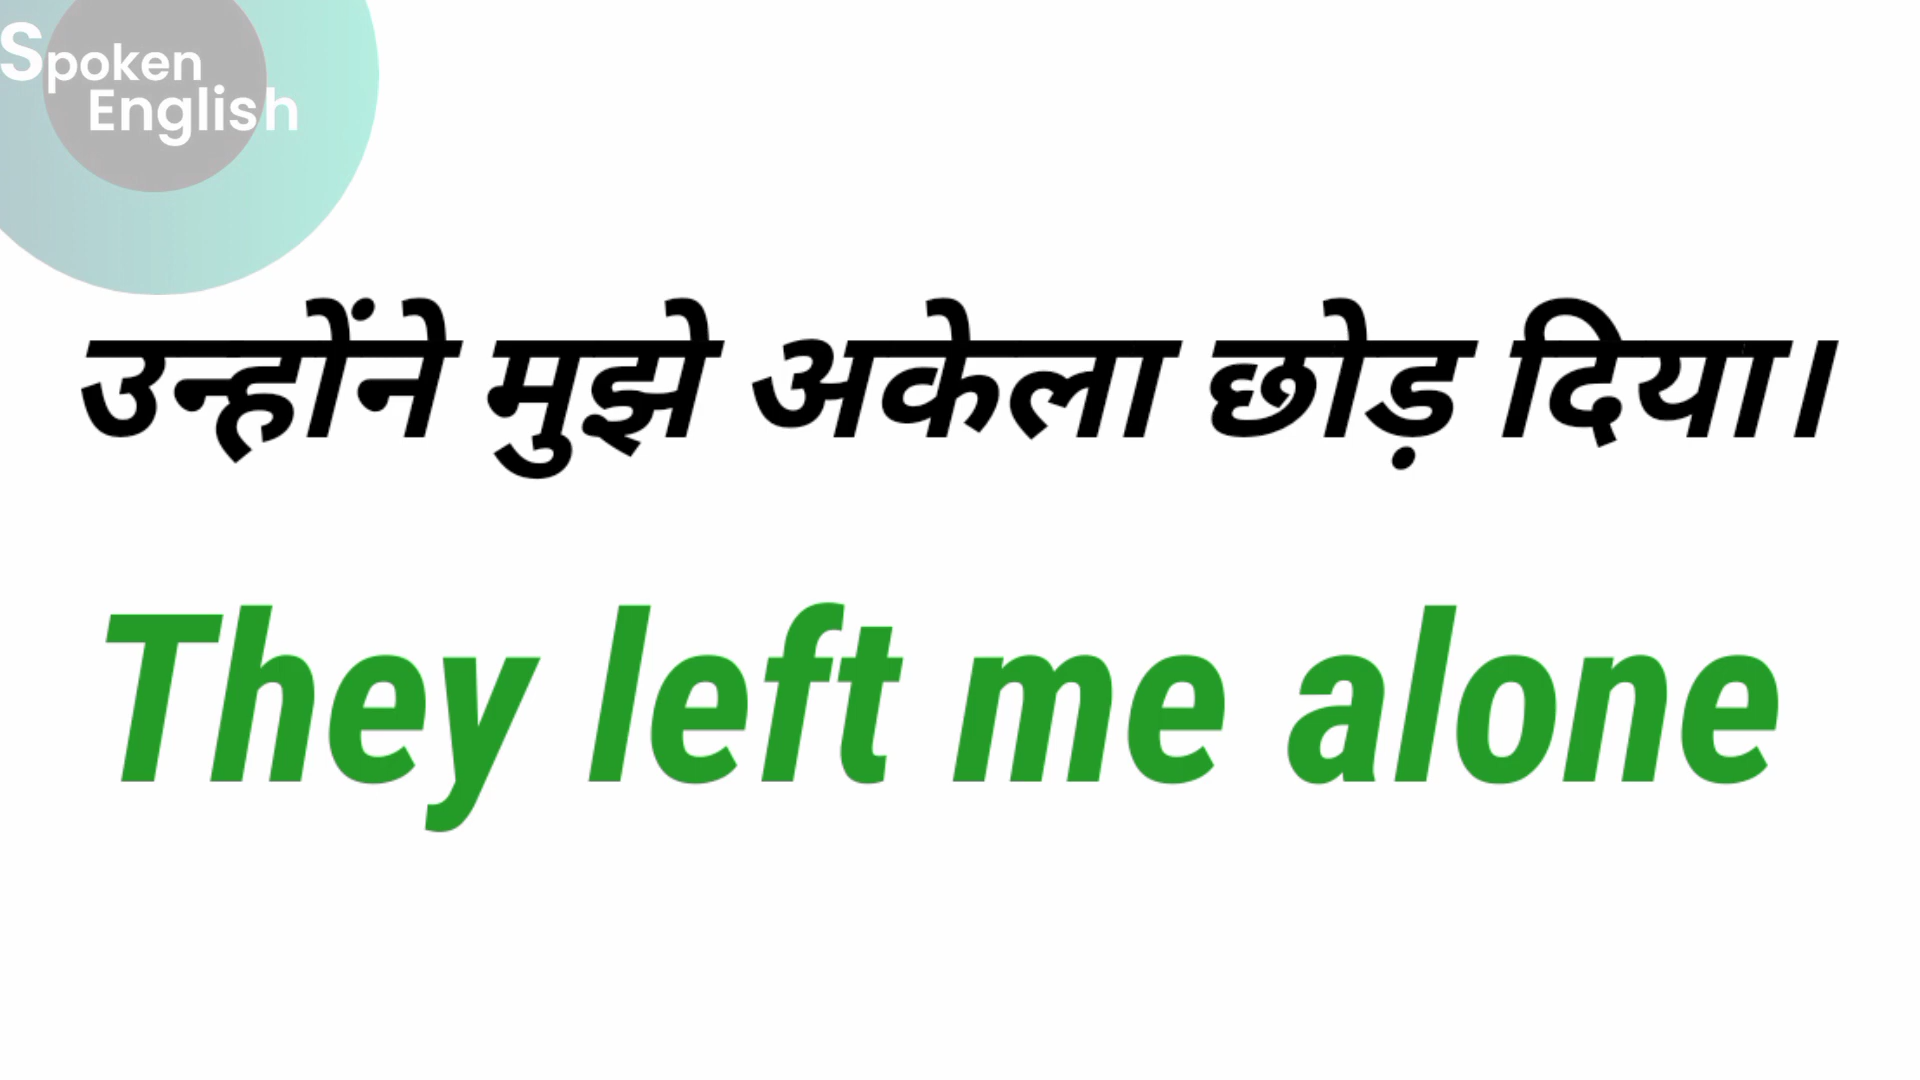 Spoken
English
उन्होंने मुझे अकेला छोड़ दिया।
They left me alone